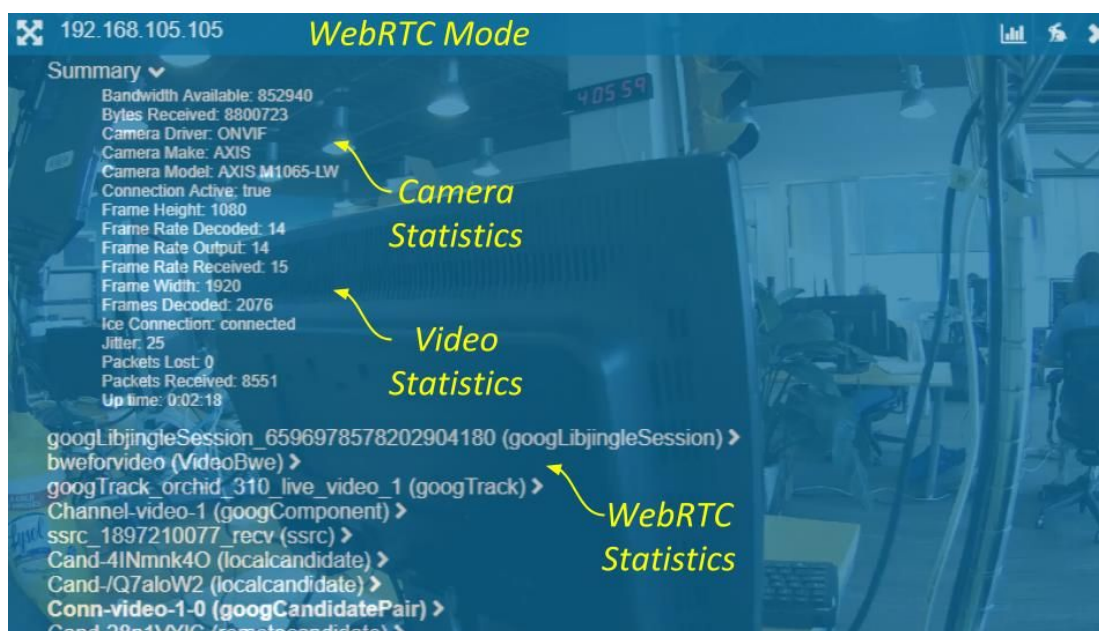 192.168.105.105
WebRTC Mode
Summary
Bandwidth Available: 852940
Bytes Received: 8800723
Camera Driver: ONVIF
Camera Make: AXIS
Camera Model: AXIS M1065-LW
Connection Active: true
Frame Height: 1080
Frame Rate Decoded: 14
Frame Rate Output: 14
Frame Rate Received: 15
Frame Width: 1920
Frames Decoded: 2076
Ice Connection: connected
Jitter: 25
Packets Lost: 0
Packets Received: 8551
Up time: 0:02:18
40559
Camera
Statistics
Video
Statistics
googLibjingleSession_6596978578202904180 (googLibjingleSession) >
bweforvideo (VideoBwe) >
googTrack_orchid_310_live_video_1 (googTrack) >
Channel-video-1 (googComponent) >
ssrc_1897210077_recv (ssrc) >
Cand-4INmnk4O (localcandidate) >
Cand-/Q7aloW2 (localcandidate) >
Conn-video-1-0 (googCandidatePair) >
WebRTC
Statistics